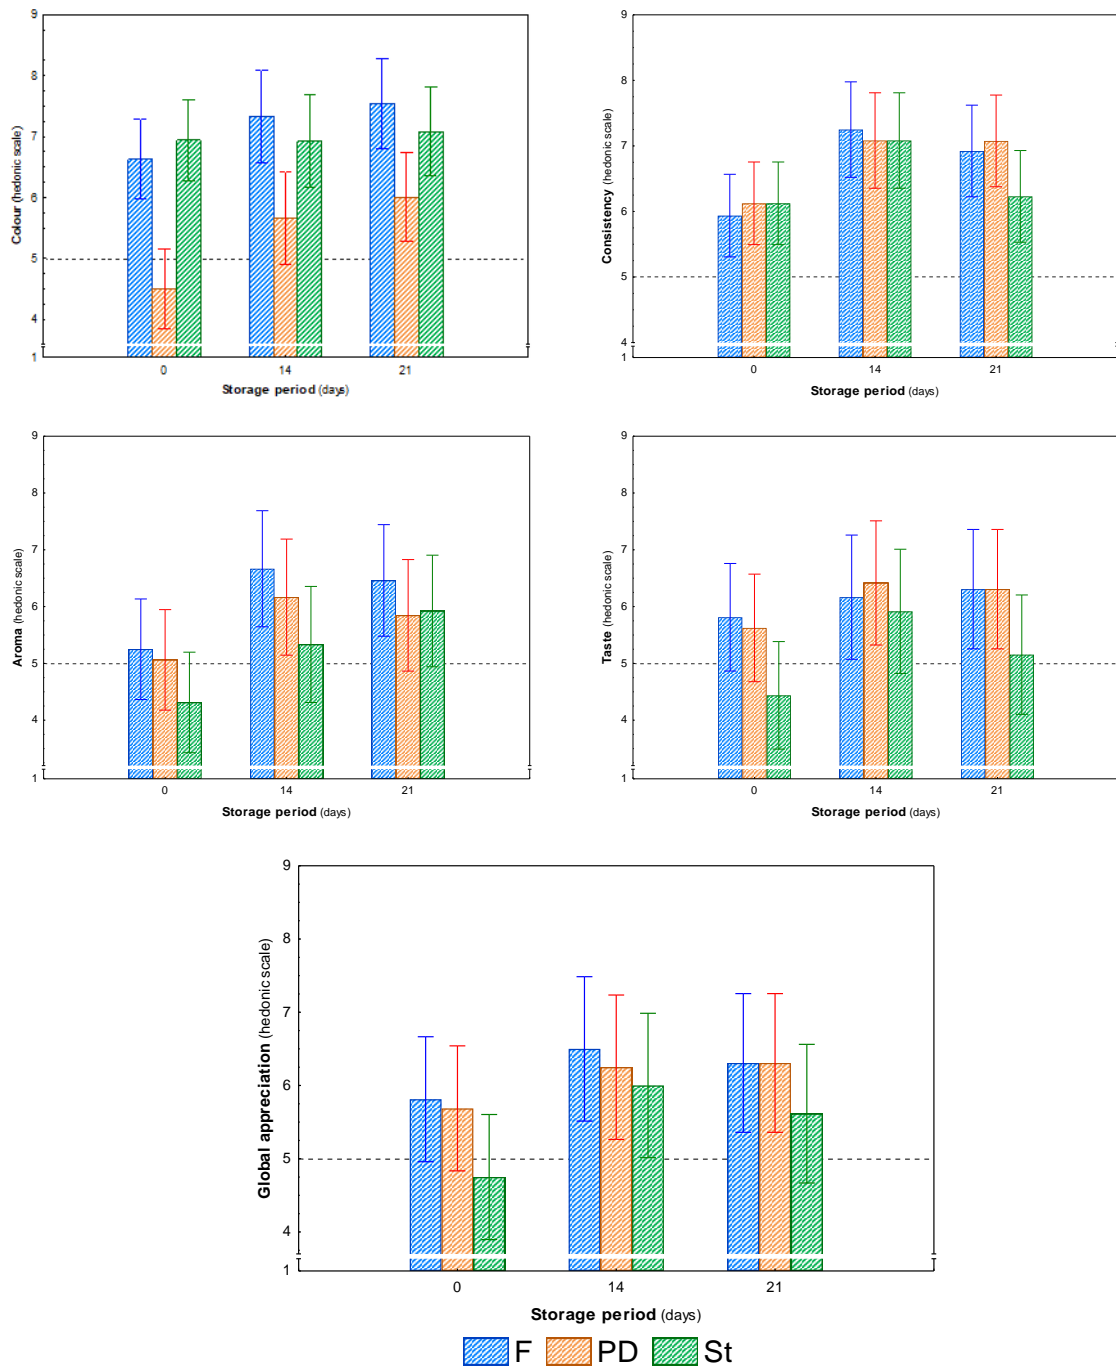 9
8
7
6
5
4
1
Colour (hedonic scale)
0 14 21
Storage period (days)
9
8
7
6
5
4
1
Consistency (hedonic scale)
0 14 21
Storage period (days)
9
8
7
6
5
4
1
Aroma (hedonic scale)
0 14 21
Storage period (days)
9
8
7
6
5
4
1
Taste (hedonic scale)
0 14 21
Storage period (days)
9
8
7
6
5
4
1
Global appreciation (hedonic scale)
0 14 21
Storage period (days)
F PD St